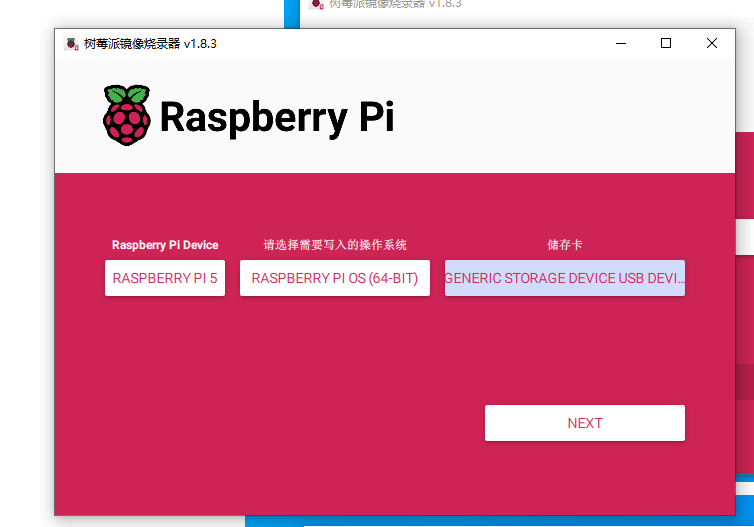 树莓派镜像烧录器 v1.8.3
树莓派镜像烧录器 v1.8.3
Raspberry Pi
Raspberry Pi Device
请选择需要写入的操作系统
储存卡
RASPBERRY PI 5
RASPBERRY PI OS (64-BIT)
GENERIC STORAGE DEVICE USB DEVI...
NEXT